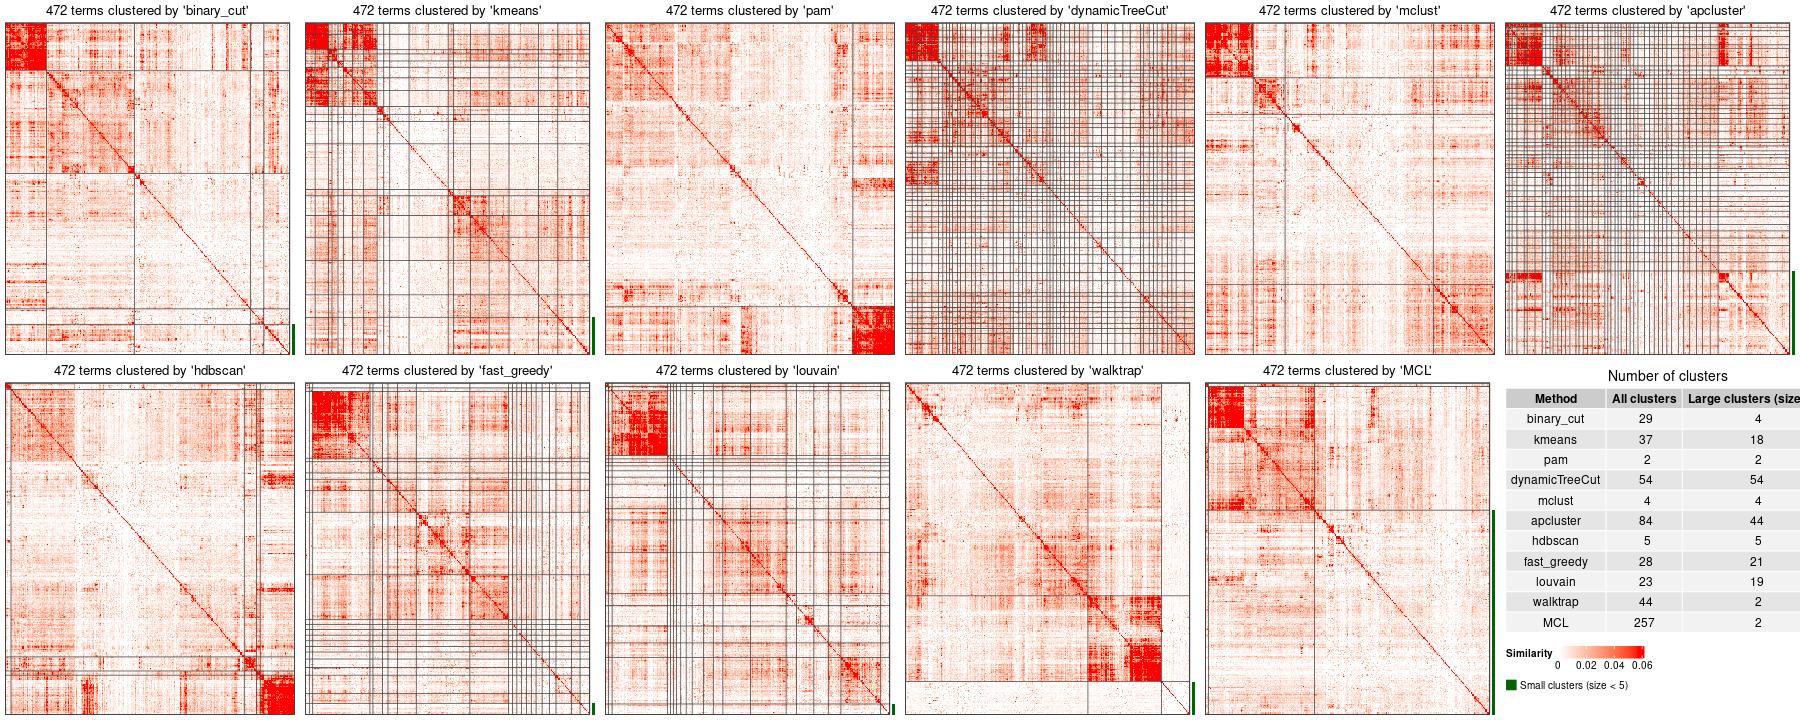 472 terms clustered by 'binary_cut'
472 terms clustered by 'kmeans'
472 terms clustered by 'pam'
472 terms clustered by 'dynamicTreeCut'
472 terms clustered by 'mclust'
472 terms clustered by 'apcluster'
472 terms clustered by 'hdbscan'
472 terms clustered by 'fast_greedy'
472 terms clustered by 'louvain'
472 terms clustered by 'walktrap'
472 terms clustered by 'MCL'
Number of clusters
Method All clusters Large clusters (size
binary_cut 29 4
kmeans 37 18
pam 2 2
dynamicTreeCut 54 54
mclust 4 4
apcluster 84 44
hdbscan 5 5
fast_greedy 28 21
louvain 23 19
walktrap 44 2
MCL 257 2
Similarity
0 0.02 0.04 0.06
Small clusters (size < 5)